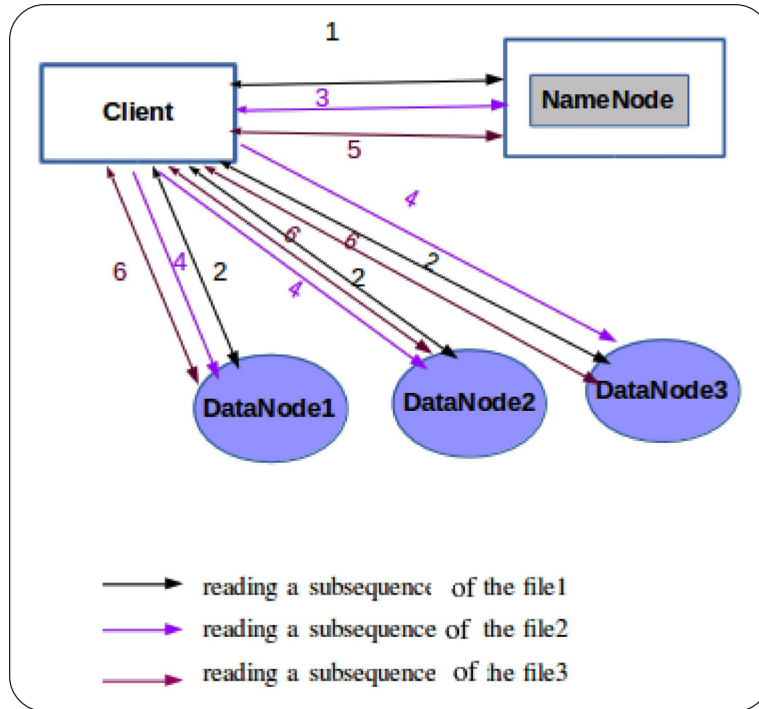 1
Client
NameNode
3
5
4
6
4
2
6
6
2
2
4
DataNode1
DataNode2
DataNode3
reading a subsequence of the file1
reading a subsequence of the file2
reading a subsequence of the file3